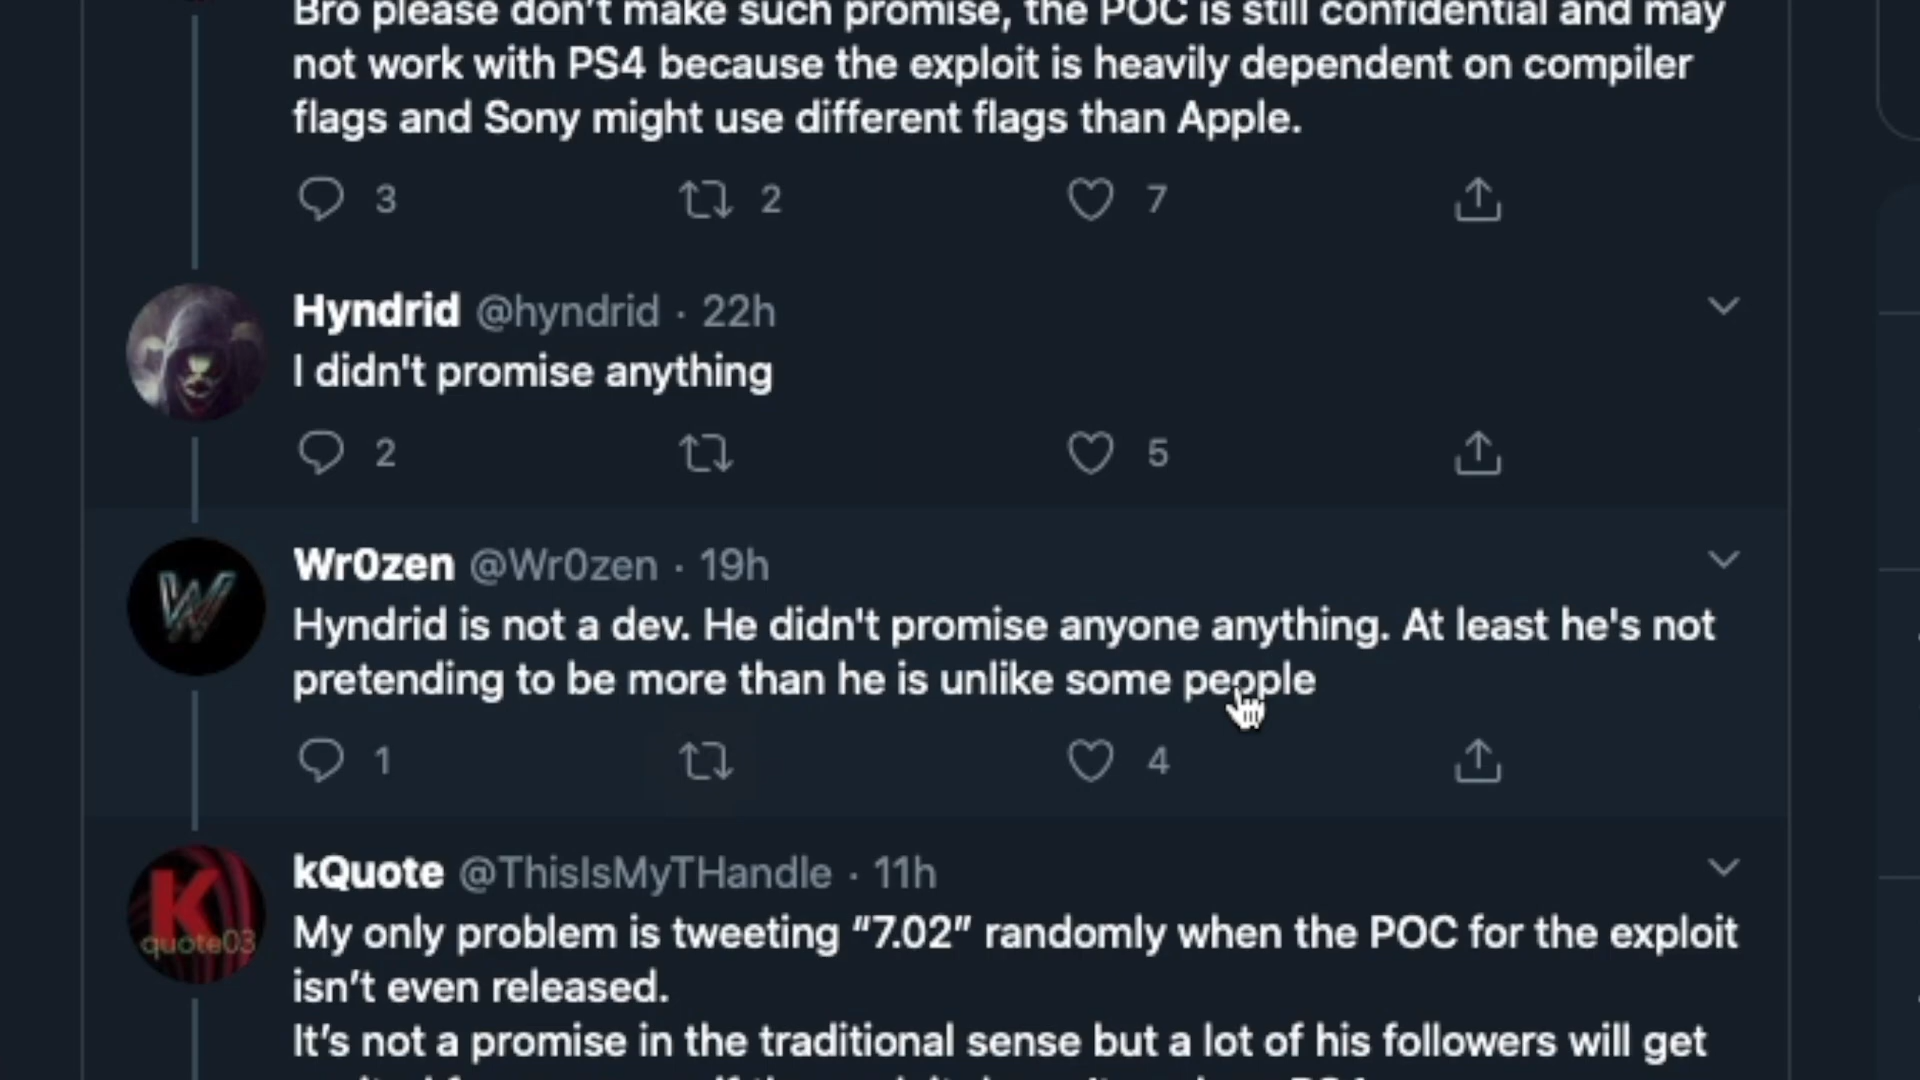 Bro please don't make such promise, the POC is still confidential and may
not work with PS4 because the exploit is heavily dependent on compiler
flags and Sony might use different flags than Apple.
3 2 7
Hyndrid @hyndrid · 22h
I didn't promise anything
2 5
W
Wr0zen @Wr0zen · 19h
Hyndrid is not a dev. He didn't promise anyone anything. At least he's not
pretending to be more than he is unlike some people
1 4
K
quote03
kQuote @ThisIsMyTHandle · 11h
My only problem is tweeting “7.02” randomly when the POC for the exploit
isn’t even released.
It’s not a promise in the traditional sense but a lot of his followers will get